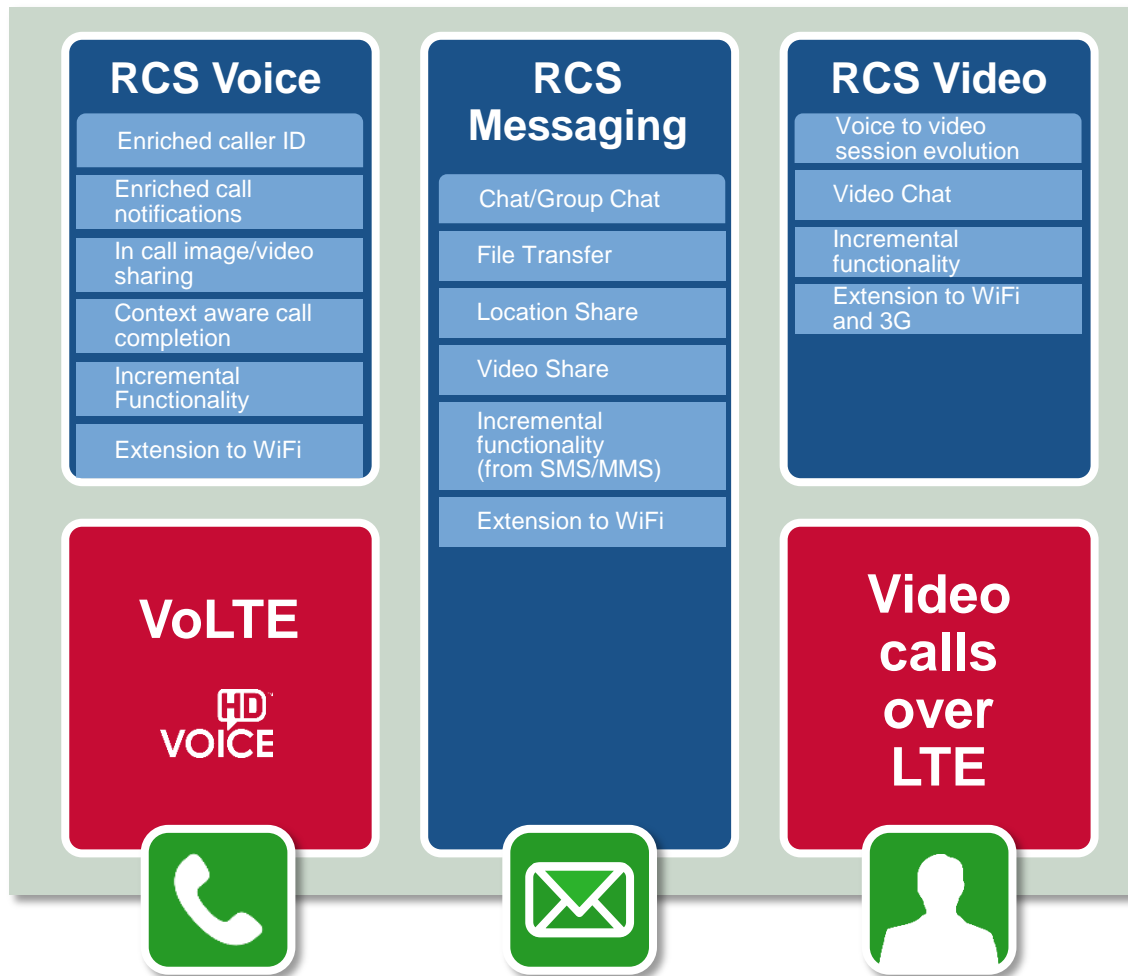 RCS Voice
Enriched caller ID
Enriched call
notifications
In call image/video
sharing
Context aware call
completion
Incremental
Functionality
Extension to WiFi
VoLTE
HD™
VOICE
RCS
Messaging
Chat/Group Chat
File Transfer
Location Share
Video Share
Incremental
functionality
(from SMS/MMS)
Extension to WiFi
RCS Video
Voice to video
session evolution
Video Chat
Incremental
functionality
Extension to WiFi
and 3G
Video
calls
over
LTE